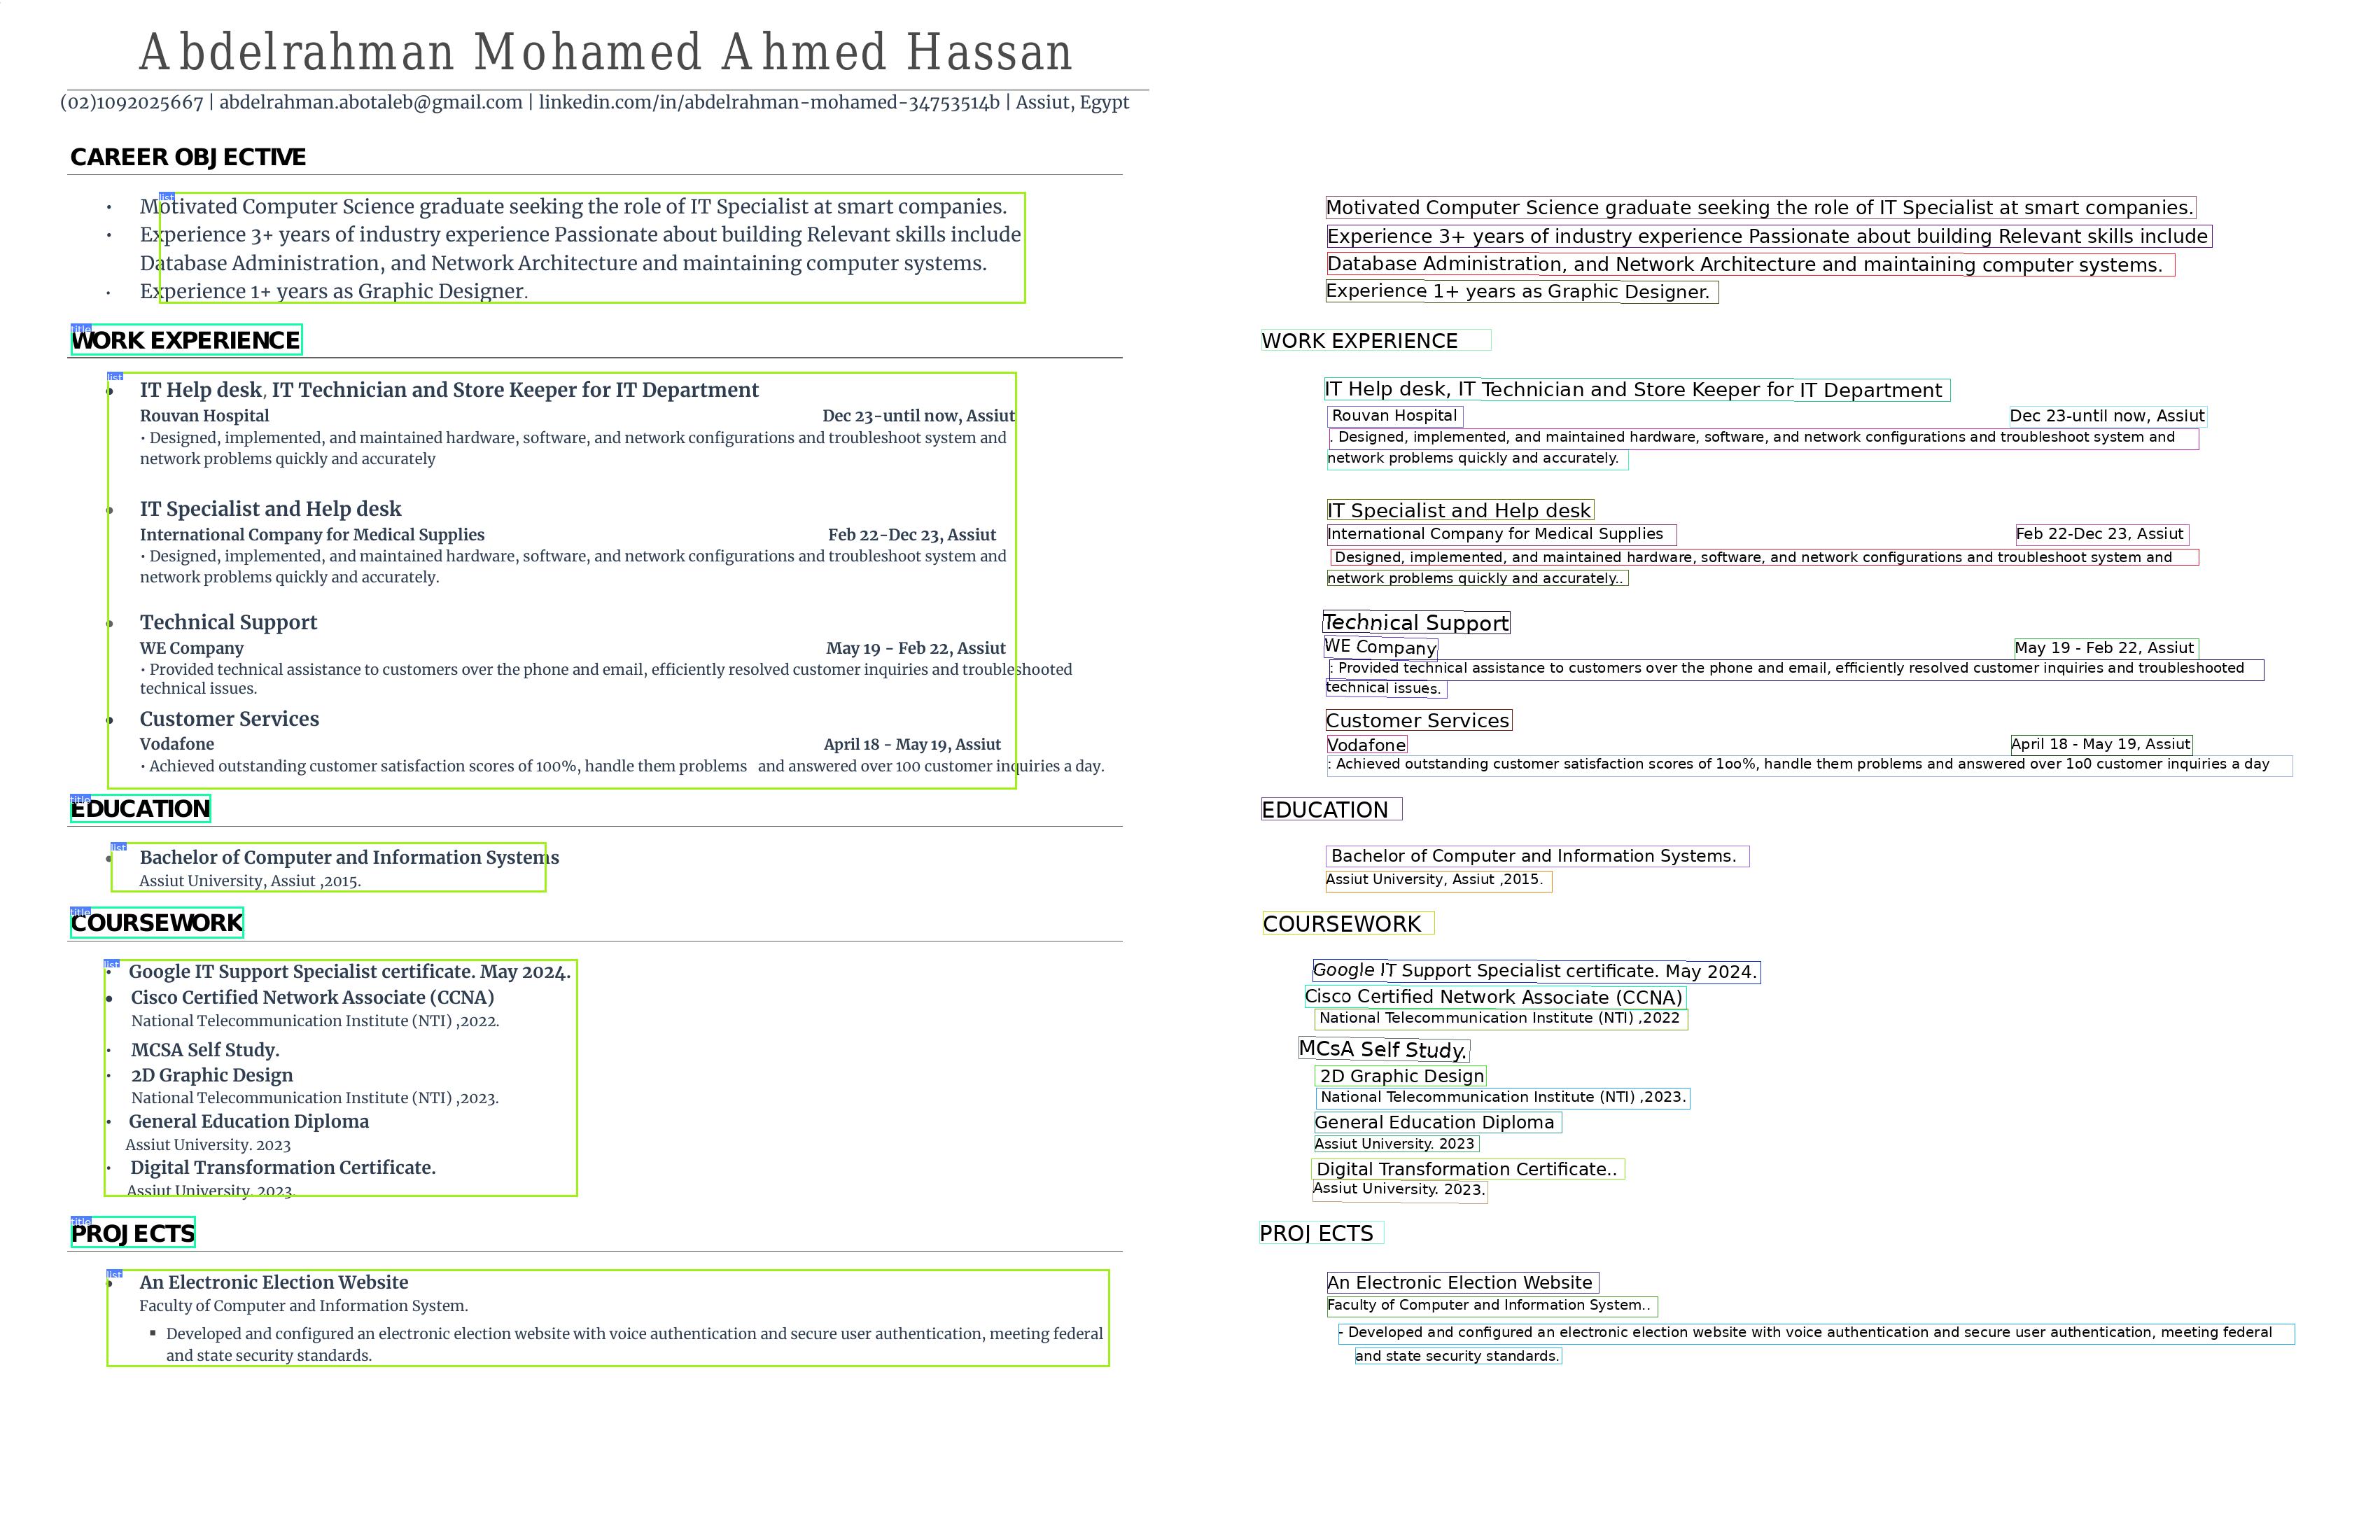 Abdelrahman Mohamed Ahmed Hassan
(02)1092025667 | abdelrahman.abotaleb@gmail.com | linkedin.com/in/abdelrahman-mohamed-34753514b | Assiut, Egypt
CAREER OBJECTIVE
list
• Motivated Computer Science graduate seeking the role of IT Specialist at smart companies.
• Experience 3+ years of industry experience Passionate about building Relevant skills include
Database Administration, and Network Architecture and maintaining computer systems.
• Experience 1+ years as Graphic Designer.
title
WORK EXPERIENCE
list
• IT Help desk, IT Technician and Store Keeper for IT Department
Rouvan Hospital Dec 23-until now, Assiut
• Designed, implemented, and maintained hardware, software, and network configurations and troubleshoot system and
network problems quickly and accurately
• IT Specialist and Help desk
International Company for Medical Supplies Feb 22-Dec 23, Assiut
• Designed, implemented, and maintained hardware, software, and network configurations and troubleshoot system and
network problems quickly and accurately.
• Technical Support
WE Company May 19 - Feb 22, Assiut
• Provided technical assistance to customers over the phone and email, efficiently resolved customer inquiries and troubleshooted
technical issues.
• Customer Services
Vodafone April 18 - May 19, Assiut
• Achieved outstanding customer satisfaction scores of 100%, handle them problems and answered over 100 customer inquiries a day.
title
EDUCATION
list
• Bachelor of Computer and Information Systems
Assiut University, Assiut ,2015.
title
COURSEWORK
list
• Google IT Support Specialist certificate. May 2024.
• Cisco Certified Network Associate (CCNA)
National Telecommunication Institute (NTI) ,2022.
• MCSA Self Study.
• 2D Graphic Design
National Telecommunication Institute (NTI) ,2023.
• General Education Diploma
Assiut University. 2023
• Digital Transformation Certificate.
Assiut University. 2023.
title
PROJECTS
list
• An Electronic Election Website
Faculty of Computer and Information System.
▪ Developed and configured an electronic election website with voice authentication and secure user authentication, meeting federal
and state security standards.
Motivated Computer Science graduate seeking the role of IT Specialist at smart companies.
Experience 3+ years of industry experience Passionate about building Relevant skills include
Database Administration, and Network Architecture and maintaining computer systems.
Experience 1+ years as Graphic Designer.
WORK EXPERIENCE
IT Help desk, IT Technician and Store Keeper for IT Department
Rouvan Hospital Dec 23-until now, Assiut
. Designed, implemented, and maintained hardware, software, and network configurations and troubleshoot system and
network problems quickly and accurately.
IT Specialist and Help desk
International Company for Medical Supplies Feb 22-Dec 23, Assiut
Designed, implemented, and maintained hardware, software, and network configurations and troubleshoot system and
network problems quickly and accurately..
Technical Support
WE Company May 19 - Feb 22, Assiut
: Provided technical assistance to customers over the phone and email, efficiently resolved customer inquiries and troubleshooted
technical issues.
Customer Services
Vodafone April 18 - May 19, Assiut
: Achieved outstanding customer satisfaction scores of 1oo%, handle them problems and answered over 1o0 customer inquiries a day
EDUCATION
Bachelor of Computer and Information Systems.
Assiut University, Assiut ,2015.
COURSEWORK
Google IT Support Specialist certificate. May 2024.
Cisco Certified Network Associate (CCNA)
National Telecommunication Institute (NTI) ,2022
MCsA Self Study.
2D Graphic Design
National Telecommunication Institute (NTI) ,2023.
General Education Diploma
Assiut University. 2023
Digital Transformation Certificate..
Assiut University. 2023.
PROJ ECTS
An Electronic Election Website
Faculty of Computer and Information System..
- Developed and configured an electronic election website with voice authentication and secure user authentication, meeting federal
and state security standards.